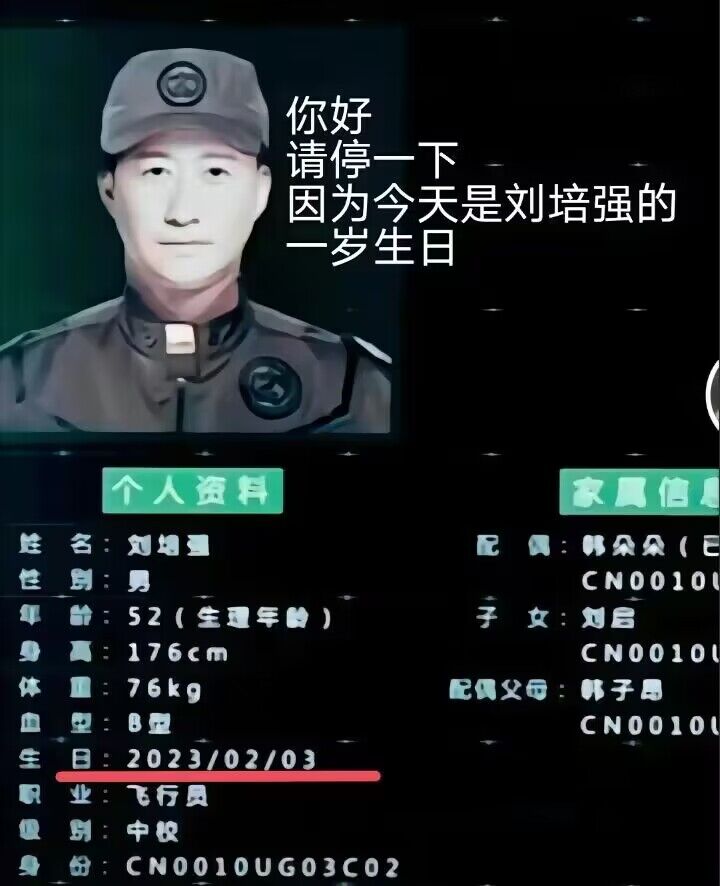 你好
请停一下
因为今天是刘培强的
一岁生日
个人资料
姓 名：刘培强
性 别：男
年 龄：52（生理年龄）
身 高：176cm
体 重：76kg
血 型：B型
生 日：2023/02/03
职 业：飞行员
级 别：中校
身 份：CN0010UG03C02
家属信息
配 偶：韩朵朵（已
CN0010U
子 女：刘启
CN0010U
配偶父母：韩子昂
CN0010U